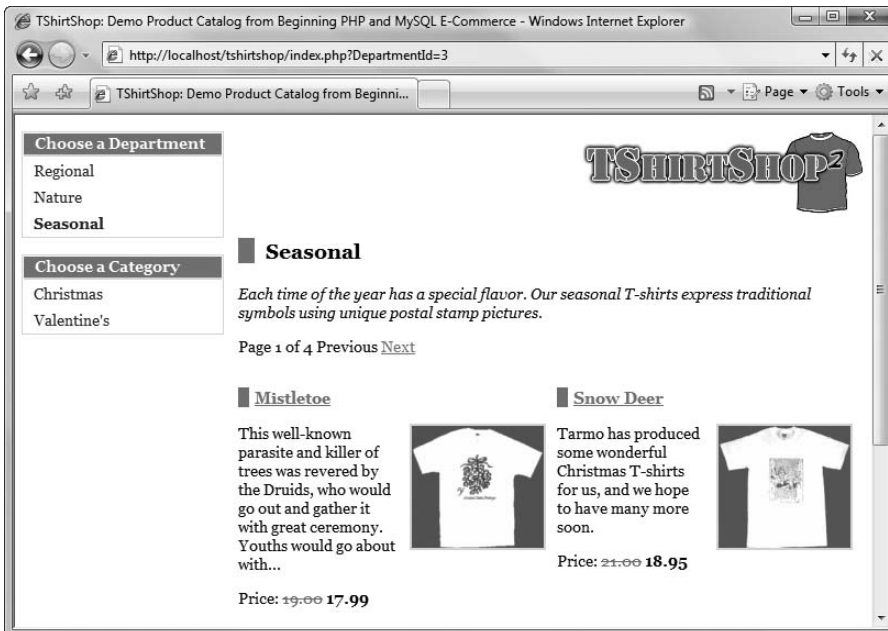 TShirtShop: Demo Product Catalog from Beginning PHP and MySQL E-Commerce - Windows Internet Explorer
http://localhost/tshirtshop/index.php?DepartmentId=3
TShirtShop: Demo Product Catalog from Beginni...
Page
Tools
Choose a Department
Regional
Nature
Seasonal
Choose a Category
Christmas
Valentine's
TShirtShop²
Seasonal
Each time of the year has a special flavor. Our seasonal T-shirts express traditional
symbols using unique postal stamp pictures.
Page 1 of 4 Previous Next
Mistletoe
This well-known
parasite and killer of
trees was revered by
the Druids, who would
go out and gather it
with great ceremony.
Youths would go about
with...
Price: 19.00 17.99
Snow Deer
Tarmo has produced
some wonderful
Christmas T-shirts
for us, and we hope
to have many more
soon.
Price: 21.00 18.95